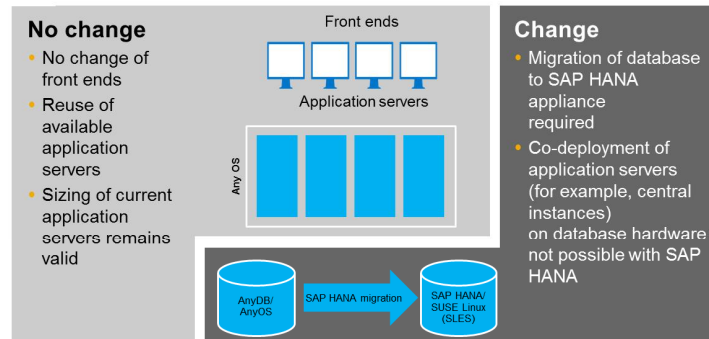 No change
• No change of
front ends
• Reuse of
available
application
servers
• Sizing of current
application
servers remains
valid
Front ends
Application servers
Any OS
Change
• Migration of database
to SAP HANA
appliance
required
• Co-deployment of
application servers
(for example, central
instances)
on database hardware
not possible with SAP
HANA
AnyDB/
AnyOS
SAP HANA migration
SAP HANA/
SUSE Linux
(SLES)